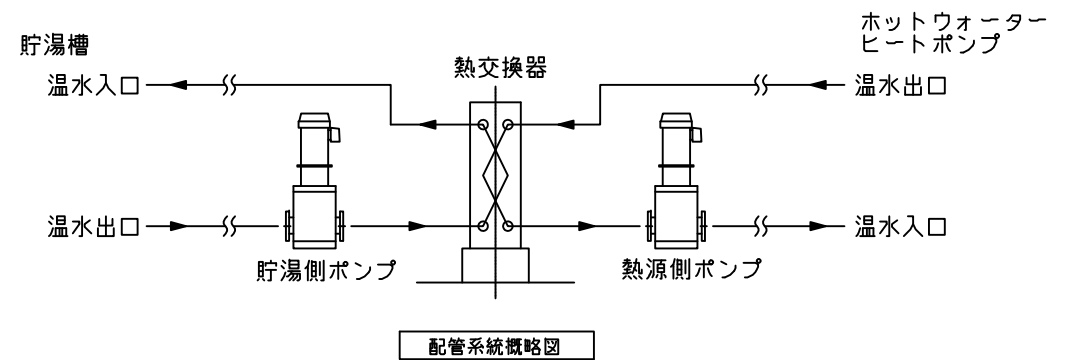 ホットウォーター
ヒートポンプ
貯湯槽
熱交換器
温水入口
温水出口
温水出口
温水入口
貯湯側ポンプ
熱源側ポンプ
配管系統概略図